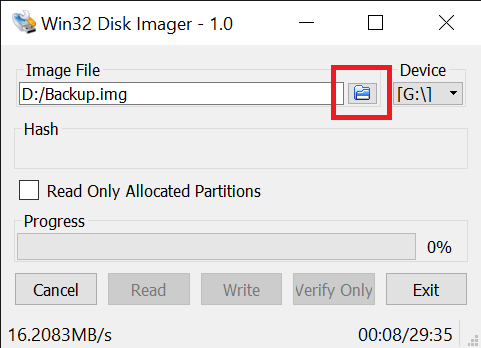 Win32 Disk Imager - 1.0
Image File
Device
D:/Backup.img
[G:\]
Hash
Read Only Allocated Partitions
Progress
0%
Cancel
Read
Write
Verify Only
Exit
16.2083MB/s
00:08/29:35